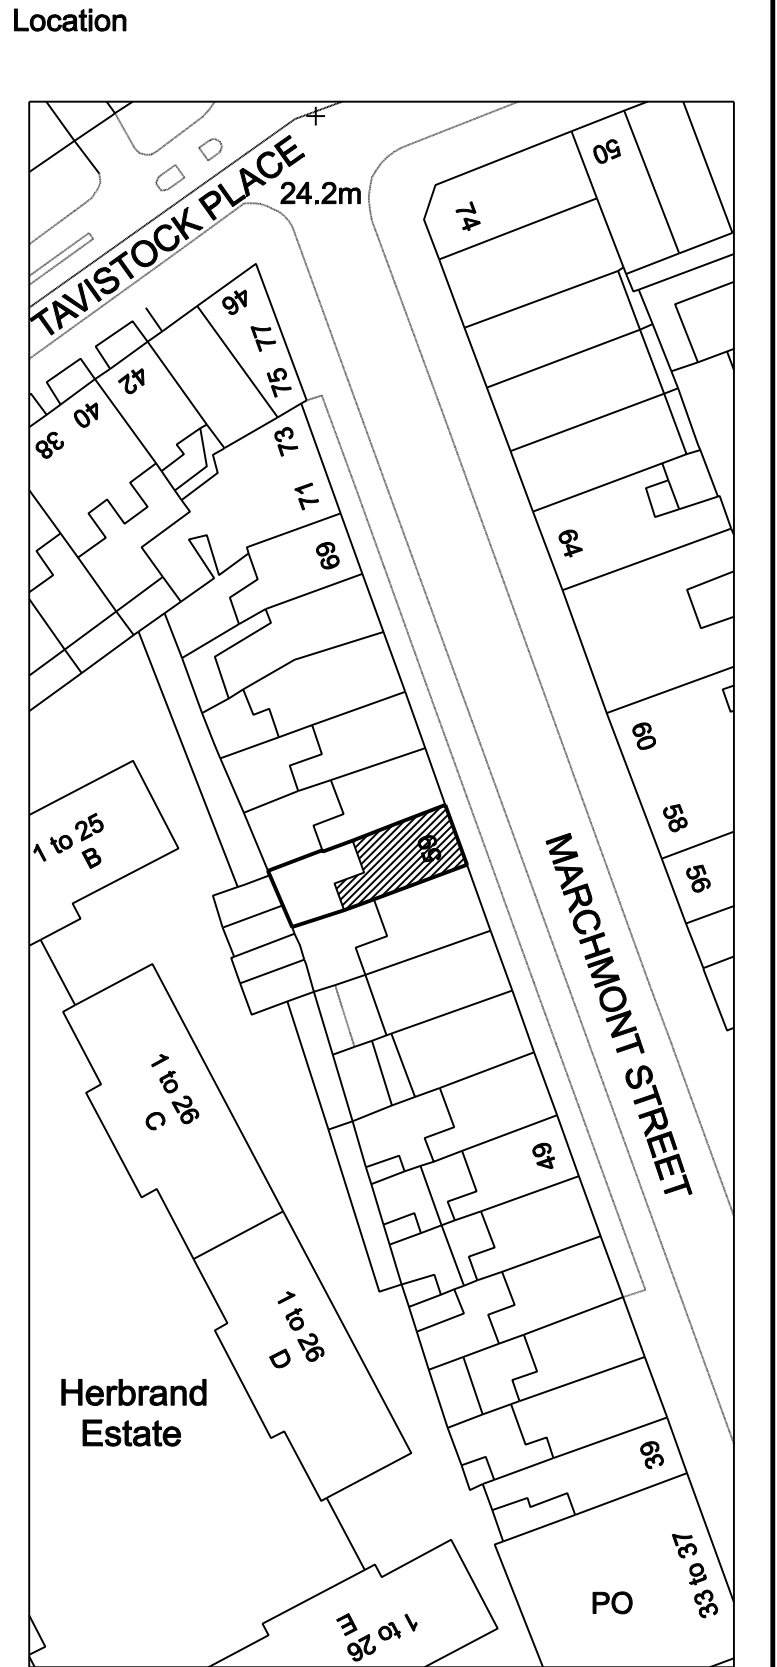 Location
TAVISTOCK PLACE
24.2m
50
74
46
77
42
75
40
38
73
71
69
64
60
58
56
1 to 25
B
59
MARCHMONT STREET
1 to 26
C
49
1 to 26
D
Herbrand
Estate
39
33 to 37
PO
1 to 26
E